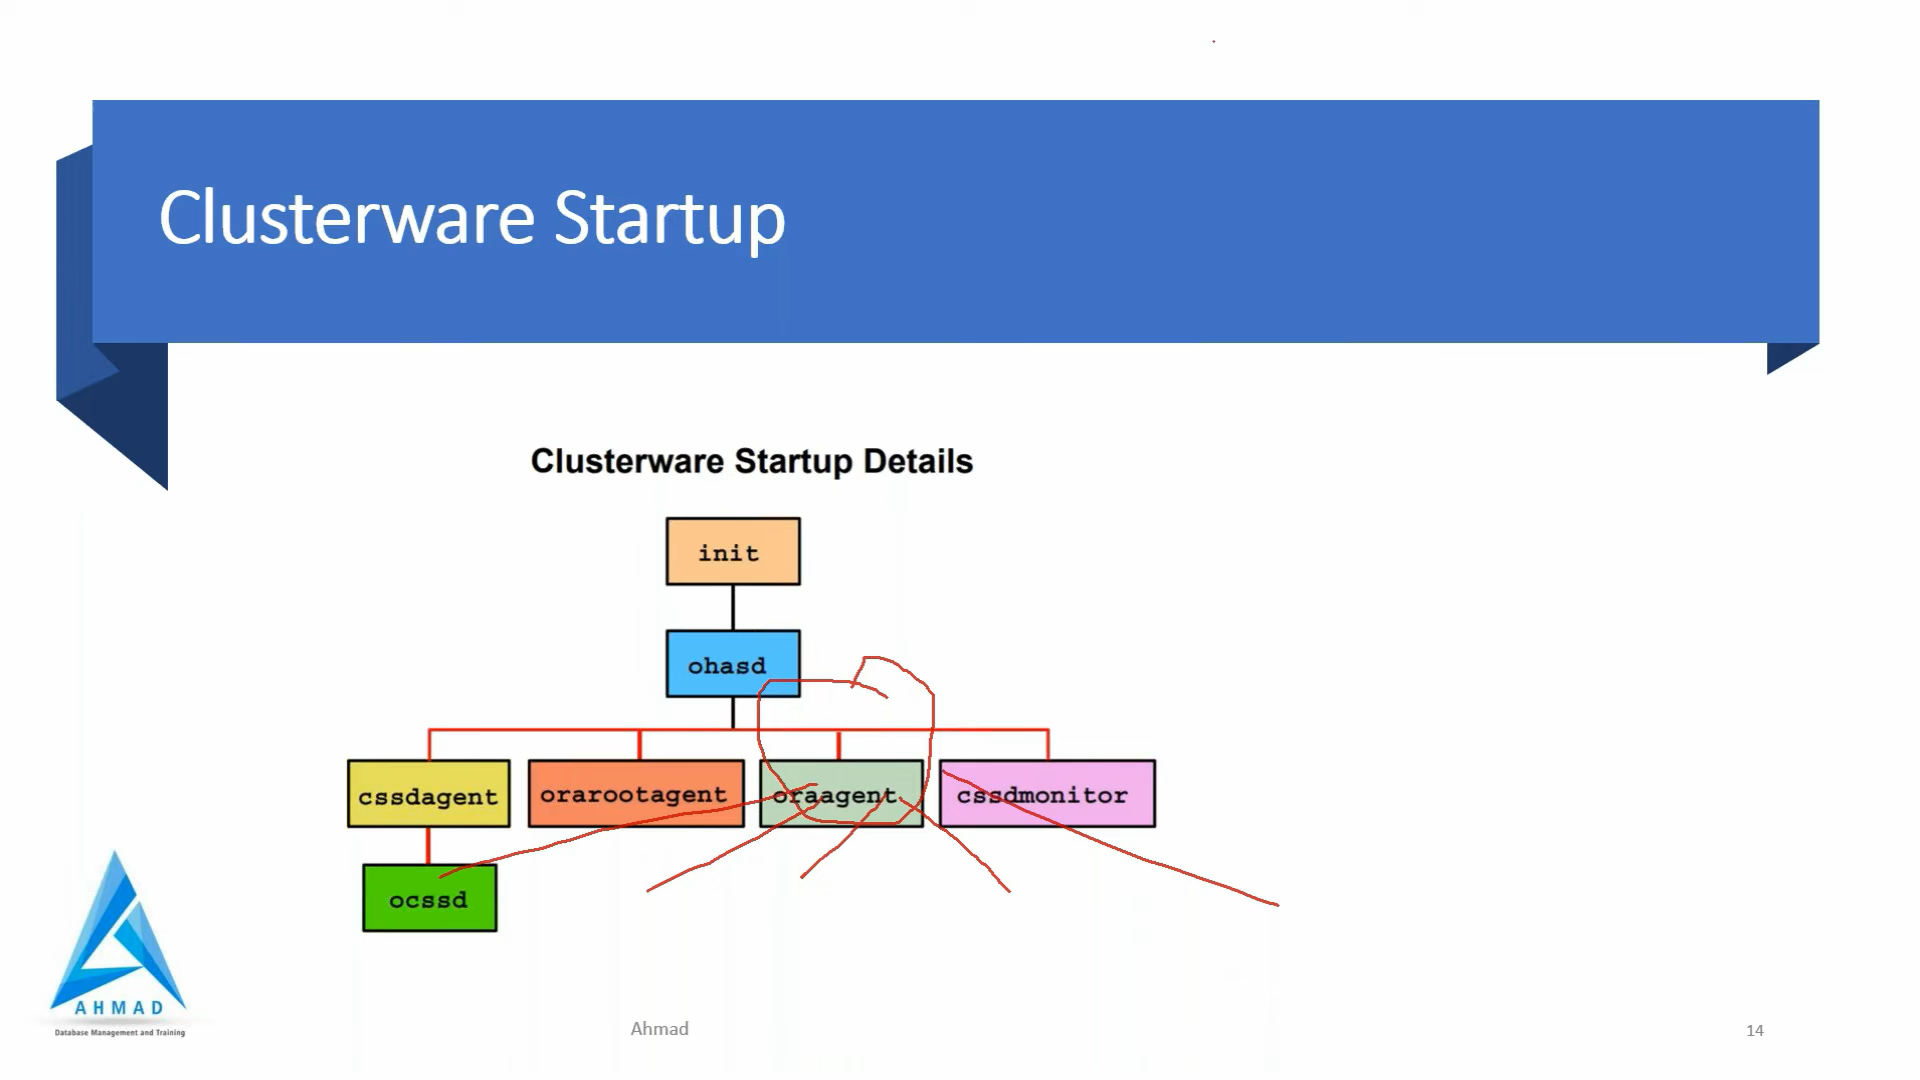 Clusterware Startup
Clusterware Startup Details
init
ohasd
cssdagent
orarootagent
oraagent
cssdmonitor
ocssd
AHMAD
Database Management and Training
Ahmad
14